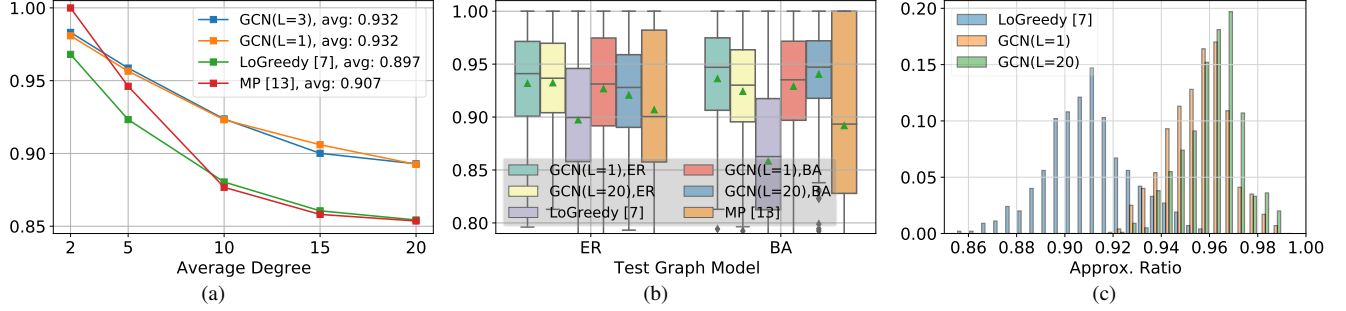 1.00
0.95
0.90
0.85
2
5
10
15
20
GCN(L=3), avg: 0.932
GCN(L=1), avg: 0.932
LoGreedy [7], avg: 0.897
MP [13], avg: 0.907
Average Degree
(a)
1.00
0.95
0.90
0.85
0.80
GCN(L=1),ER
GCN(L=20),ER
LoGreedy [7]
GCN(L=1),BA
GCN(L=20),BA
MP [13]
ER
BA
Test Graph Model
(b)
0.20
0.15
0.10
0.05
0.00
LoGreedy [7]
GCN(L=1)
GCN(L=20)
0.86
0.88
0.90
0.92
0.94
0.96
0.98
1.00
Approx. Ratio
(c)